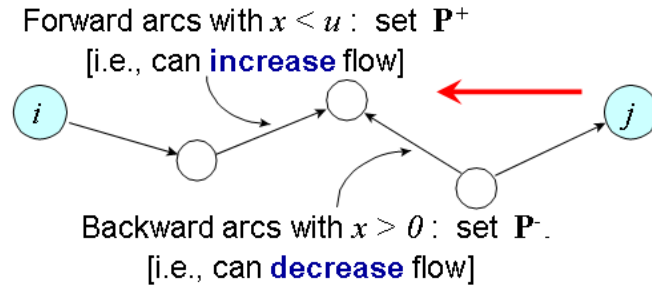 Forward arcs with x < u : set P+
[i.e., can increase flow]
i
j
Backward arcs with x > 0 : set P-.
[i.e., can decrease flow]